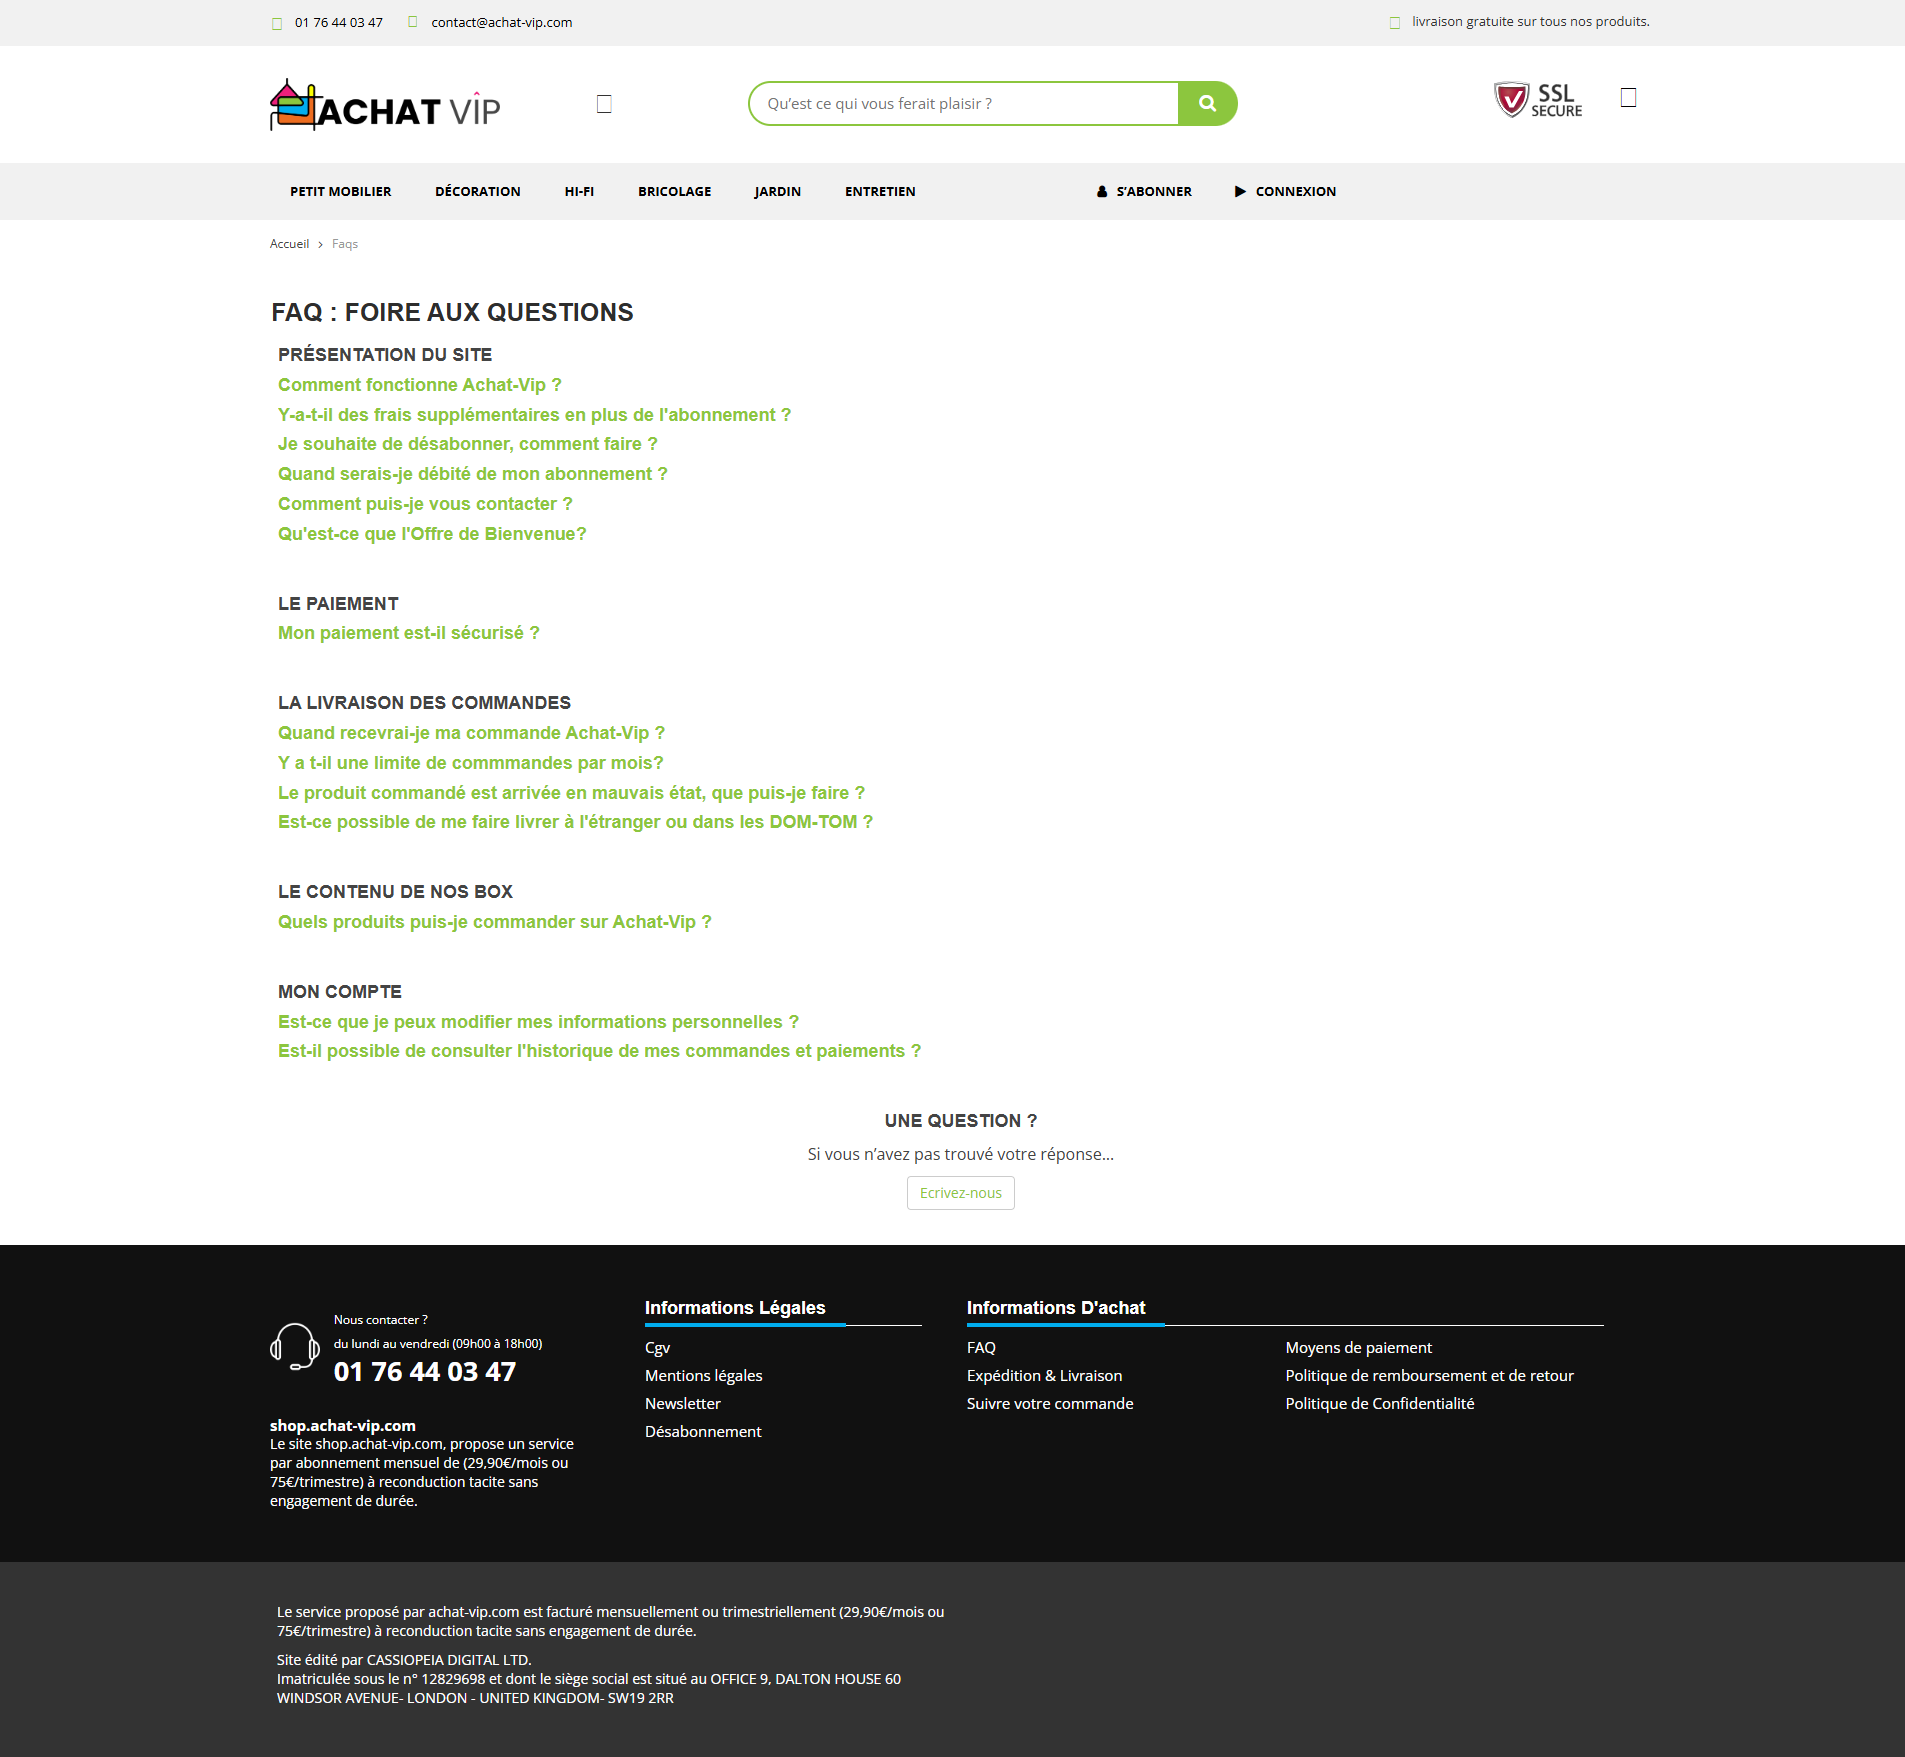 01 76 44 03 47
contact@achat-vip.com
livraison gratuite sur tous nos produits.
ACHAT VIP
Qu’est ce qui vous ferait plaisir ?
SSL
SECURE
PETIT MOBILIER
DÉCORATION
HI-FI
BRICOLAGE
JARDIN
ENTRETIEN
S’ABONNER
CONNEXION
Accueil > Faqs
FAQ : FOIRE AUX QUESTIONS
PRÉSENTATION DU SITE
Comment fonctionne Achat-Vip ?
Y-a-t-il des frais supplémentaires en plus de l'abonnement ?
Je souhaite de désabonner, comment faire ?
Quand serais-je débité de mon abonnement ?
Comment puis-je vous contacter ?
Qu'est-ce que l'Offre de Bienvenue?
LE PAIEMENT
Mon paiement est-il sécurisé ?
LA LIVRAISON DES COMMANDES
Quand recevrai-je ma commande Achat-Vip ?
Y a t-il une limite de commmandes par mois?
Le produit commandé est arrivée en mauvais état, que puis-je faire ?
Est-ce possible de me faire livrer à l'étranger ou dans les DOM-TOM ?
LE CONTENU DE NOS BOX
Quels produits puis-je commander sur Achat-Vip ?
MON COMPTE
Est-ce que je peux modifier mes informations personnelles ?
Est-il possible de consulter l'historique de mes commandes et paiements ?
UNE QUESTION ?
Si vous n’avez pas trouvé votre réponse...
Ecrivez-nous
Nous contacter ?
du lundi au vendredi (09h00 à 18h00)
01 76 44 03 47
shop.achat-vip.com
Le site shop.achat-vip.com, propose un service
par abonnement mensuel de (29,90€/mois ou
75€/trimestre) à reconduction tacite sans
engagement de durée.
Informations Légales
Cgv
Mentions légales
Newsletter
Désabonnement
Informations D'achat
FAQ
Expédition & Livraison
Suivre votre commande
Moyens de paiement
Politique de remboursement et de retour
Politique de Confidentialité
Le service proposé par achat-vip.com est facturé mensuellement ou trimestriellement (29,90€/mois ou
75€/trimestre) à reconduction tacite sans engagement de durée.
Site édité par CASSIOPEIA DIGITAL LTD.
Imatriculée sous le n° 12829698 et dont le siège social est situé au OFFICE 9, DALTON HOUSE 60
WINDSOR AVENUE- LONDON - UNITED KINGDOM- SW19 2RR